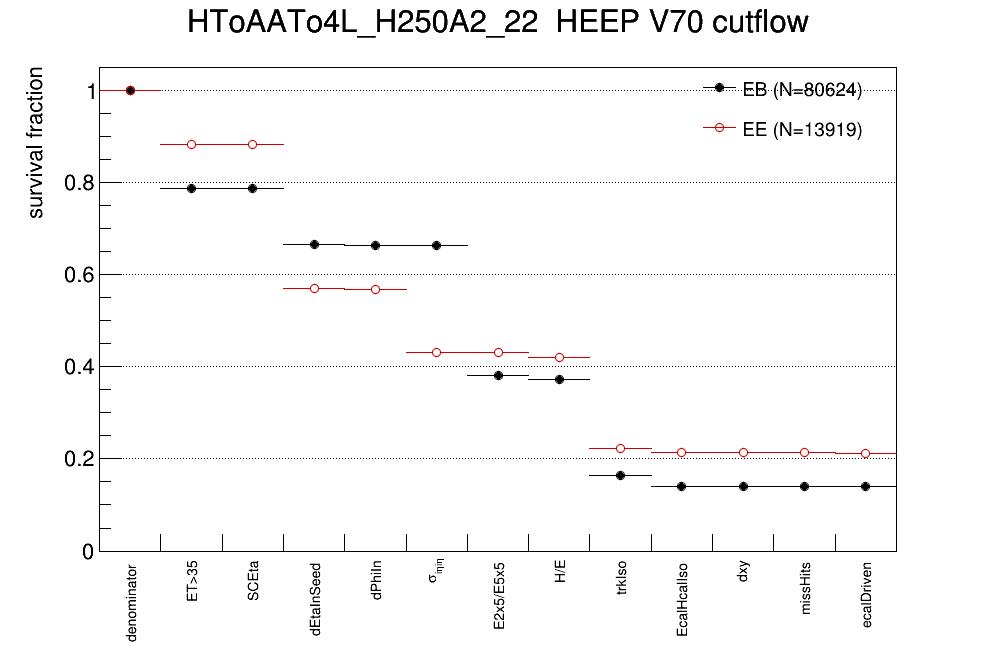 HToAATo4L_H250A2_22 HEEP V70 cutflow
survival fraction
1
0.8
0.6
0.4
0.2
0
EB (N=80624)
EE (N=13919)
denominator
ET>35
SCEta
dEtaInSeed
dPhiIn
σiηiη
E2x5/E5x5
H/E
trkIso
EcalHcalIso
dxy
missHits
ecalDriven